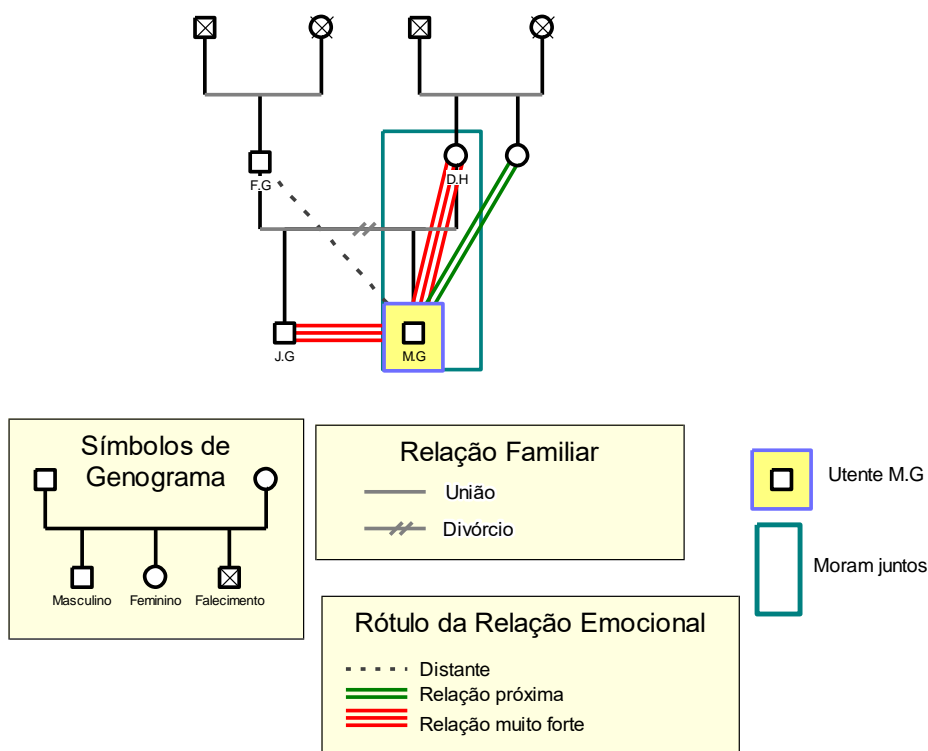 F.G
D.H
J.G
M.G
Símbolos de
Genograma
Masculino
Feminino
Falecimento
Relação Familiar
União
Divórcio
Utente M.G
Moram juntos
Rótulo da Relação Emocional
Distante
Relação próxima
Relação muito forte